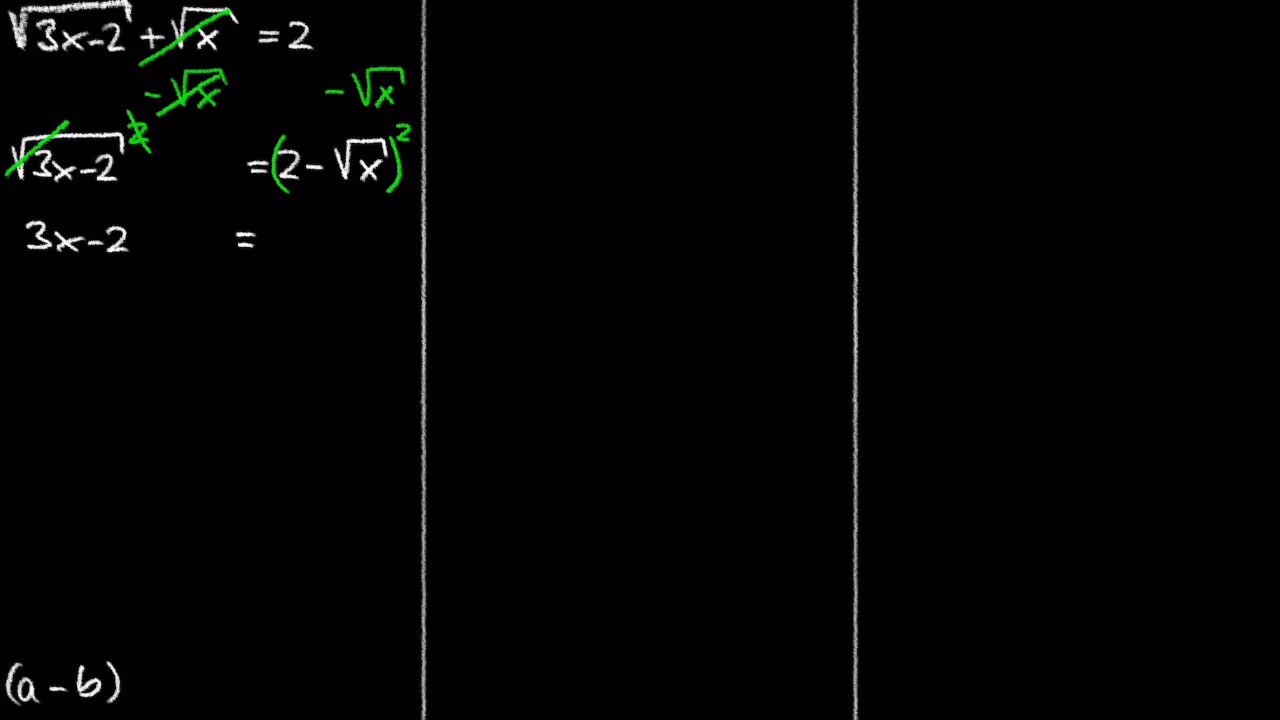 √(3x-2) + √x = 2
- √x - √x
√(3x-2)² = (2 - √x)²
3x-2 =
(a - b)